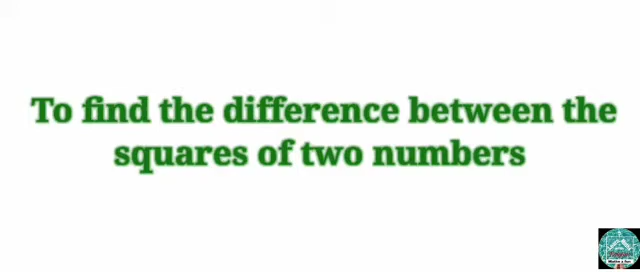 To find the difference between the
squares of two numbers